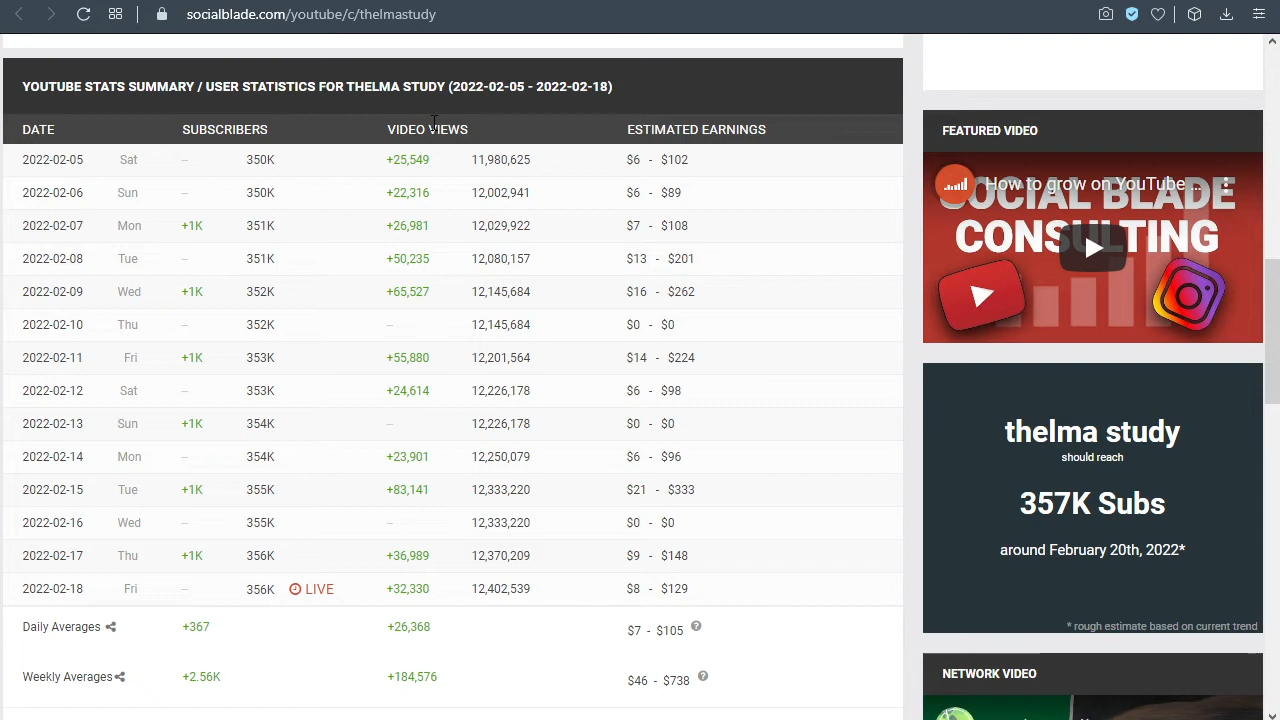 socialblade.com/youtube/c/thelmastudy
YOUTUBE STATS SUMMARY / USER STATISTICS FOR THELMA STUDY (2022-02-05 - 2022-02-18)
DATE SUBSCRIBERS VIDEO VIEWS ESTIMATED EARNINGS
2022-02-05 Sat -- 350K +25,549 11,980,625 $6 - $102
2022-02-06 Sun -- 350K +22,316 12,002,941 $6 - $89
2022-02-07 Mon +1K 351K +26,981 12,029,922 $7 - $108
2022-02-08 Tue -- 351K +50,235 12,080,157 $13 - $201
2022-02-09 Wed +1K 352K +65,527 12,145,684 $16 - $262
2022-02-10 Thu -- 352K -- 12,145,684 $0 - $0
2022-02-11 Fri +1K 353K +55,880 12,201,564 $14 - $224
2022-02-12 Sat -- 353K +24,614 12,226,178 $6 - $98
2022-02-13 Sun +1K 354K -- 12,226,178 $0 - $0
2022-02-14 Mon -- 354K +23,901 12,250,079 $6 - $96
2022-02-15 Tue +1K 355K +83,141 12,333,220 $21 - $333
2022-02-16 Wed -- 355K -- 12,333,220 $0 - $0
2022-02-17 Thu +1K 356K +36,989 12,370,209 $9 - $148
2022-02-18 Fri -- 356K LIVE +32,330 12,402,539 $8 - $129
Daily Averages +367 +26,368 $7 - $105 ?
Weekly Averages +2.56K +184,576 $46 - $738 ?
FEATURED VIDEO
How to grow on YouTube ...
SOCIAL BLADE
CONSULTING
thelma study
should reach
357K Subs
around February 20th, 2022*
* rough estimate based on current trend
NETWORK VIDEO